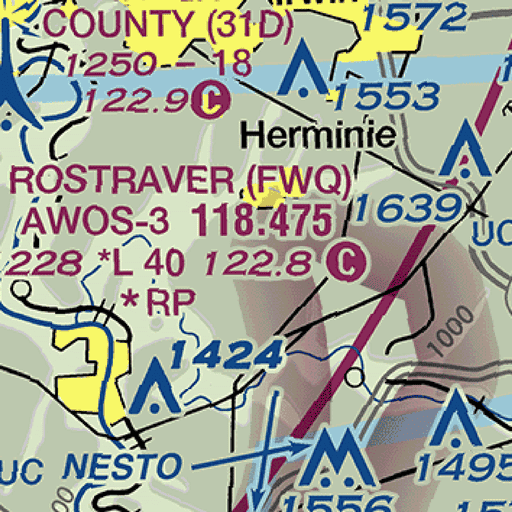 1572
COUNTY (31D)
1250 - 18
122.9 C
1553
Herminie
ROSTRAVER (FWQ)
AWOS-3 118.475
1639
UC
228 *L 40 122.8 C
*RP
1000
1424
UC NESTO
1495
1556